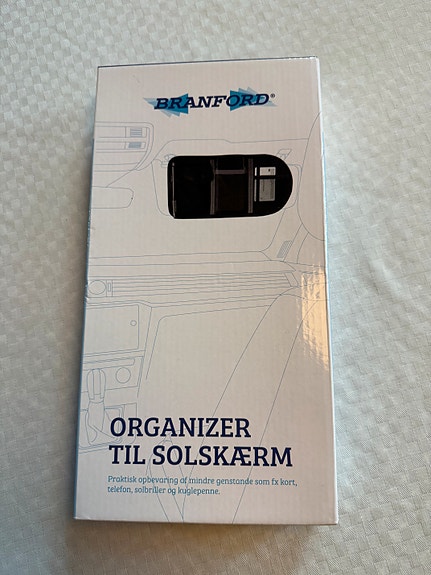 BRANFORD®
ORGANIZER
TIL SOLSKÆRM
Praktisk opbevaring af mindre genstande som fx kort,
telefon, solbriller og kuglepenne.